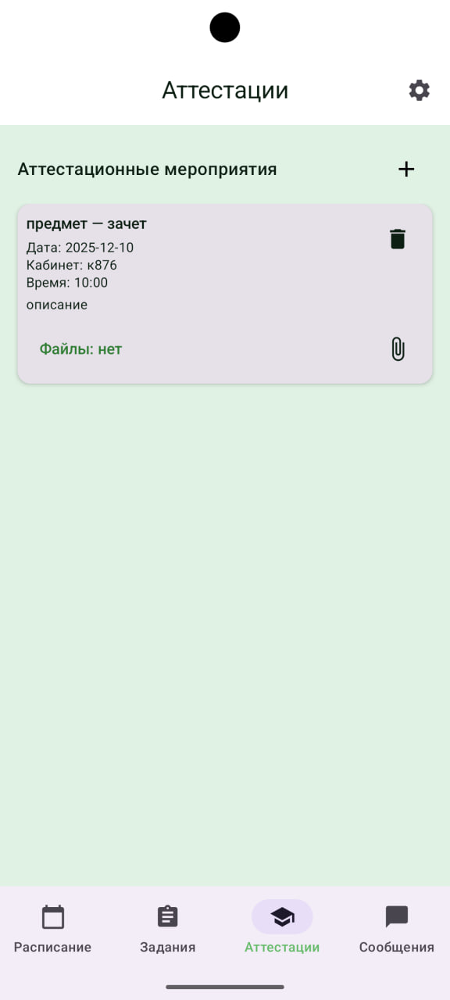 Аттестации
Аттестационные мероприятия
предмет — зачет
Дата: 2025-12-10
Кабинет: к876
Время: 10:00
описание
Файлы: нет
Расписание
Задания
Аттестации
Сообщения